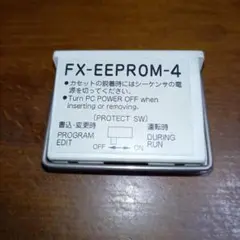 FX-EEPROM-4
●カセットの脱着時にはシーケンサの電
源を切ってください。
●Turn PC POWER OFF when
inserting or removing.
(PROTECT SW)
書込・変更時 運転時
PROGRAM DURING
EDIT OFF ↔ ON RUN